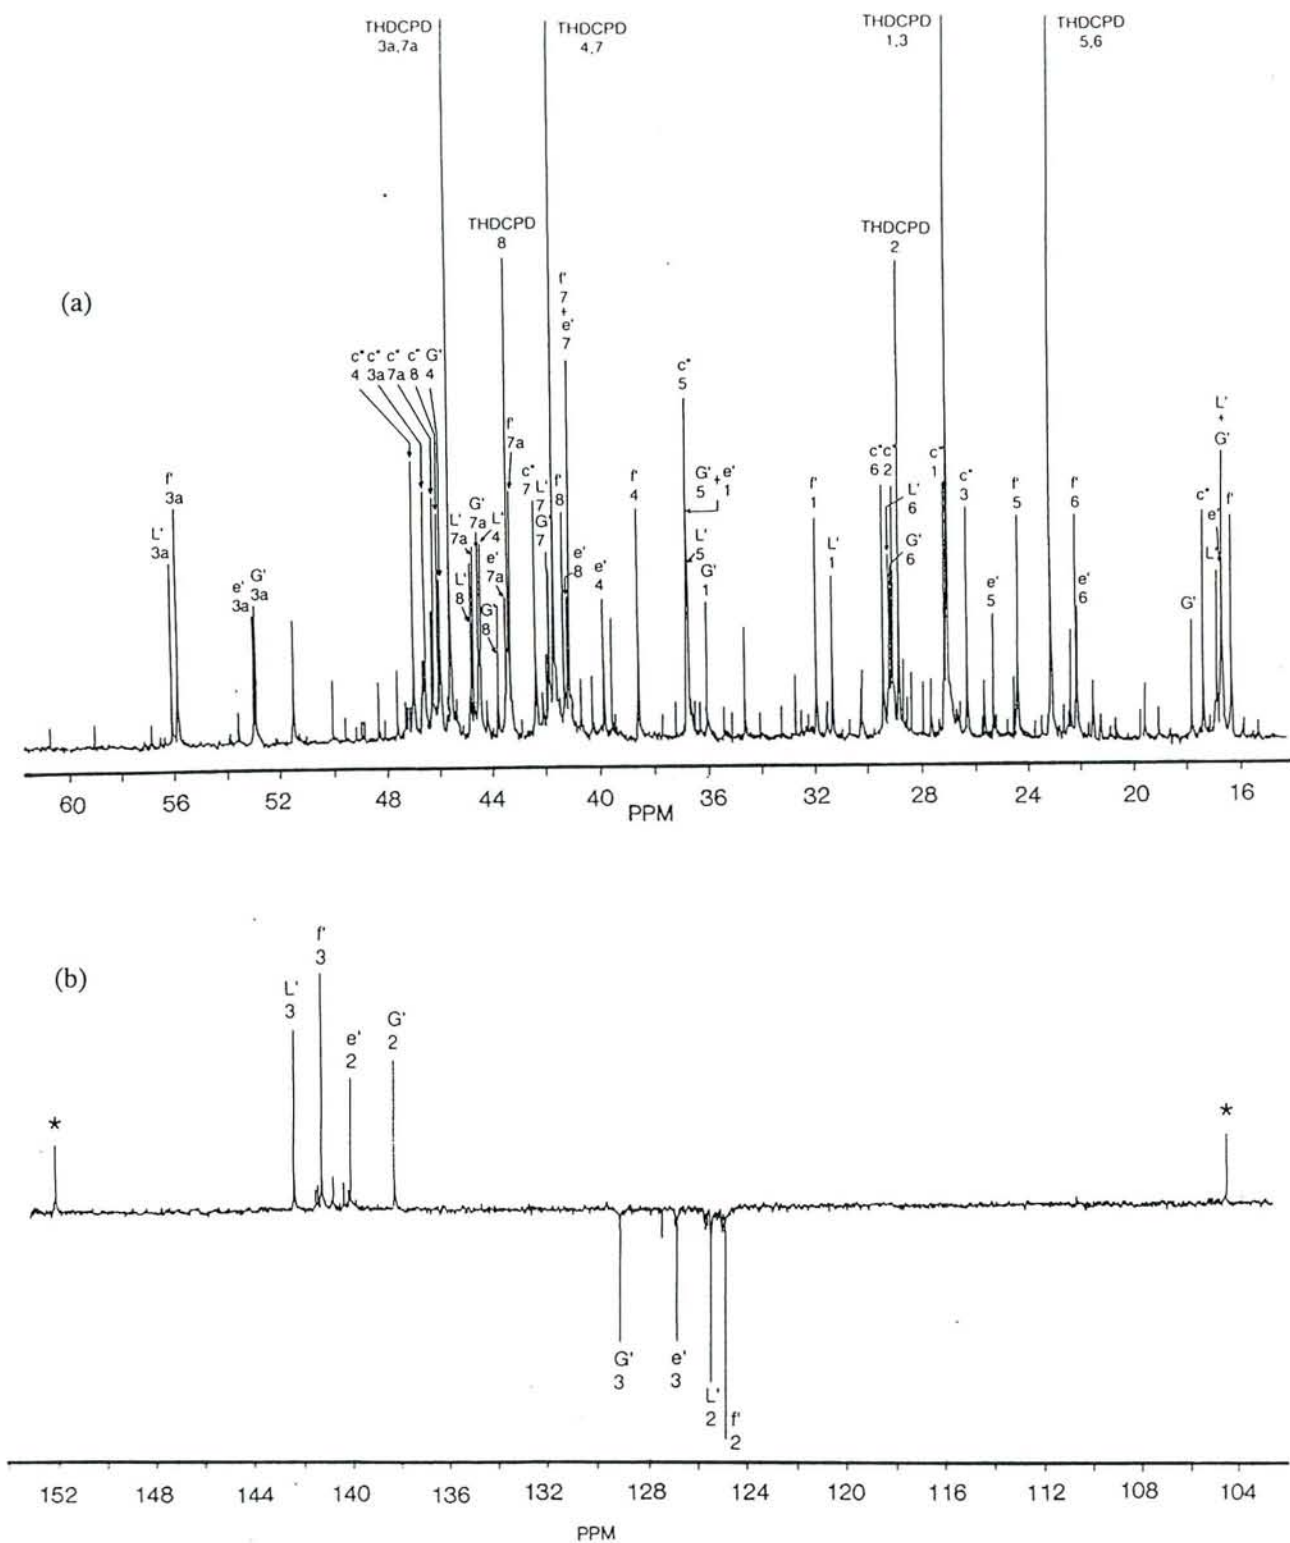 THDCPD
3a,7a
THDCPD
4,7
THDCPD
1,3
THDCPD
5,6
THDCPD
8
THDCPD
2
(a)
f'
7
+
e'
7
c* c* c* c* G'
4 3a 7a 8 4
f'
7a
c*
5
G' + e'
5 1
c* c*
6 2
L'
6
G'
6
c*
1
c*
3
L'
+
G'
f'
3a
L'
3a
e'
3a
G'
3a
L'
7a
G'
7a
L'
4
L'
8
e'
7a
G'
8
c*
7
L'
7
G'
7
f'
8
e'
8
e'
4
f'
4
L'
5
G'
1
f'
1
L'
1
e'
5
f'
5
f'
6
e'
6
G'
c*
e'
L'
f'
60 56 52 48 44 40 36 32 28 24 20 16
PPM
(b)
L'
3
f'
3
e'
2
G'
2
*
*
G'
3
e'
3
L'
2
f'
2
152 148 144 140 136 132 128 124 120 116 112 108 104
PPM